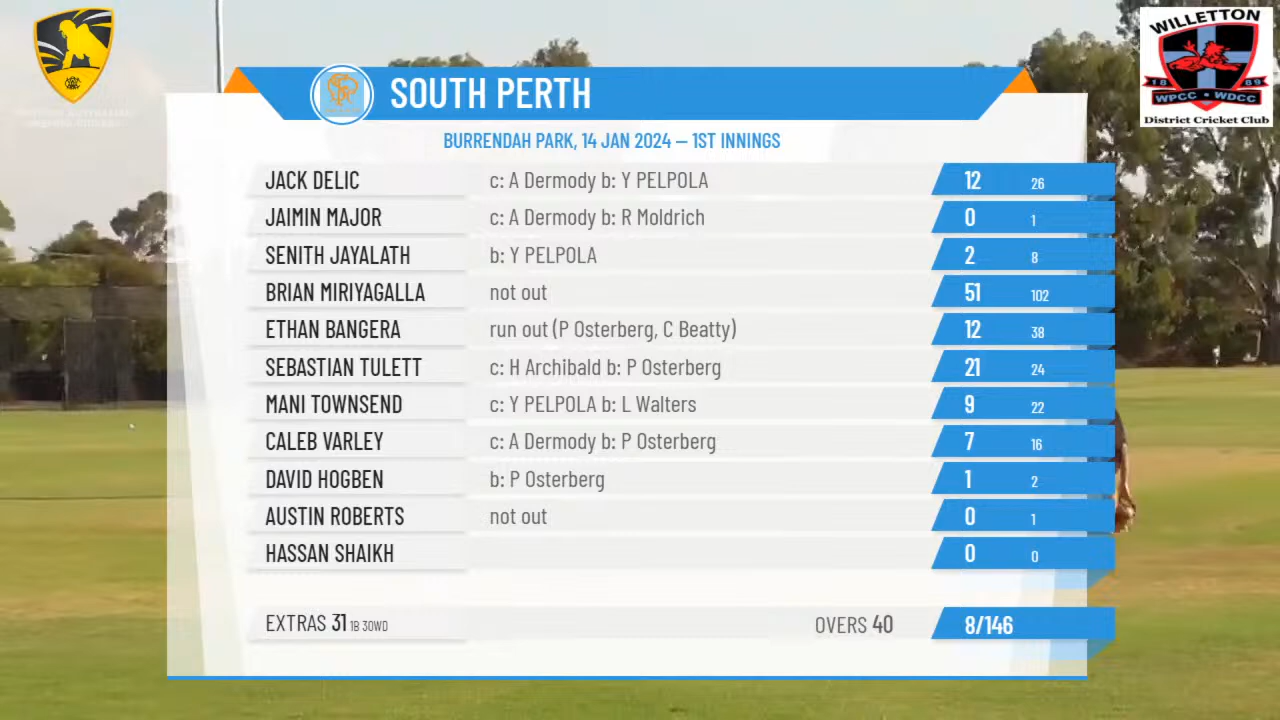 WILLETTON
18 89
WPCC • WDCC
District Cricket Club
SOUTH PERTH
BURRENDAH PARK, 14 JAN 2024 – 1ST INNINGS
JACK DELIC c: A Dermody b: Y PELPOLA 12 26
JAIMIN MAJOR c: A Dermody b: R Moldrich 0 1
SENITH JAYALATH b: Y PELPOLA 2 8
BRIAN MIRIYAGALLA not out 51 102
ETHAN BANGERA run out (P Osterberg, C Beatty) 12 38
SEBASTIAN TULETT c: H Archibald b: P Osterberg 21 24
MANI TOWNSEND c: Y PELPOLA b: L Walters 9 22
CALEB VARLEY c: A Dermody b: P Osterberg 7 16
DAVID HOGBEN b: P Osterberg 1 2
AUSTIN ROBERTS not out 0 1
HASSAN SHAIKH 0 0
EXTRAS 31 1B 30WD OVERS 40 8/146